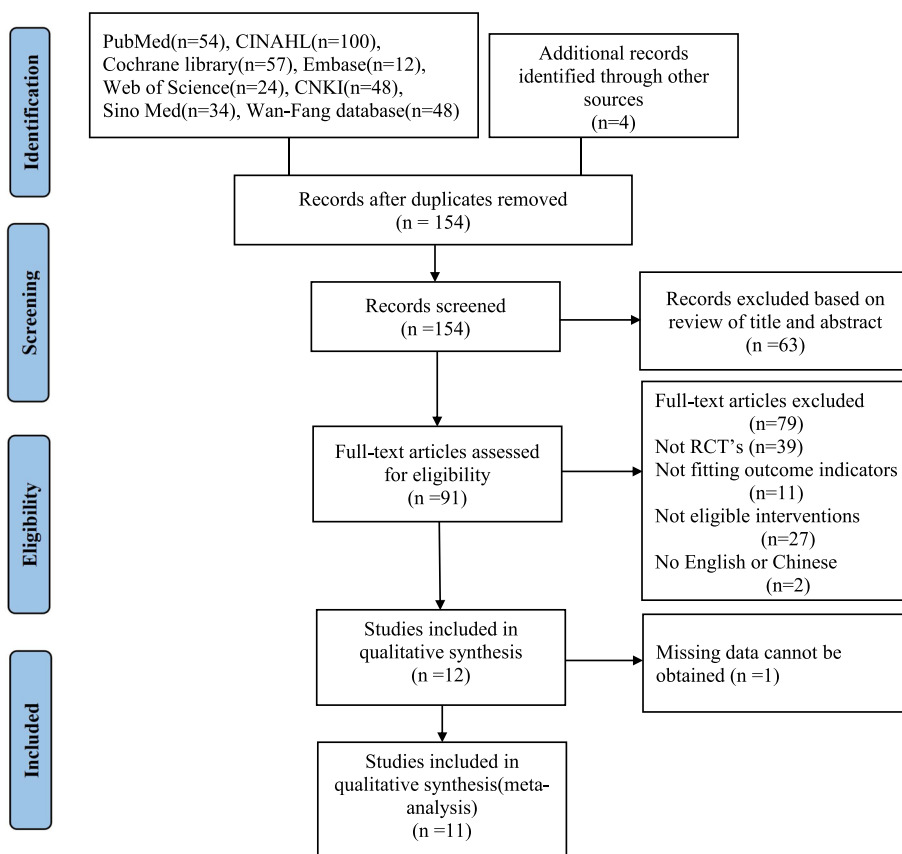 Identification
PubMed(n=54), CINAHL(n=100),
Cochrane library(n=57), Embase(n=12),
Web of Science(n=24), CNKI(n=48),
Sino Med(n=34), Wan-Fang database(n=48)
Additional records
identified through other
sources
(n=4)
Records after duplicates removed
(n = 154)
Screening
Records screened
(n =154)
Records excluded based on
review of title and abstract
(n =63)
Eligibility
Full-text articles assessed
for eligibility
(n =91)
Full-text articles excluded
(n=79)
Not RCT's (n=39)
Not fitting outcome indicators
(n=11)
Not eligible interventions
(n=27)
No English or Chinese
(n=2)
Included
Studies included in
qualitative synthesis
(n =12)
Missing data cannot be
obtained (n =1)
Studies included in
qualitative synthesis(meta-
analysis)
(n =11)